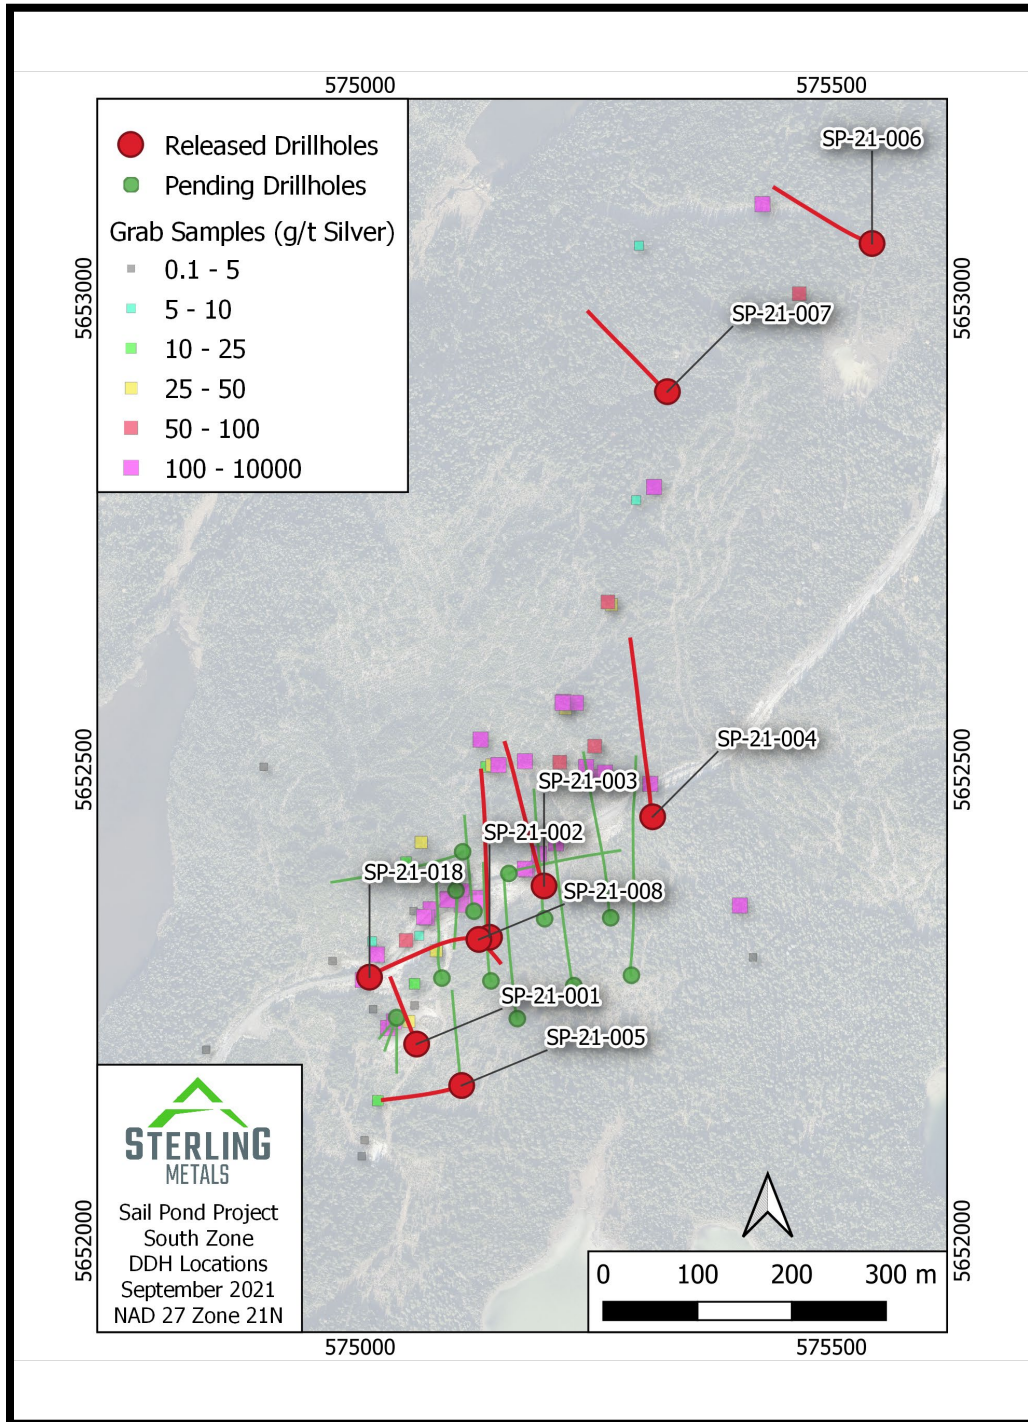 575000
575500
Released Drillholes
Pending Drillholes
Grab Samples (g/t Silver)
0.1 - 5
5 - 10
10 - 25
25 - 50
50 - 100
100 - 10000
SP-21-006
5653000
5653000
SP-21-007
5652500
5652500
SP-21-004
SP-21-003
SP-21-002
SP-21-018
SP-21-008
SP-21-001
SP-21-005
STERLING
METALS
Sail Pond Project
South Zone
DDH Locations
September 2021
NAD 27 Zone 21N
5652000
5652000
0 100 200 300 m
575000
575500